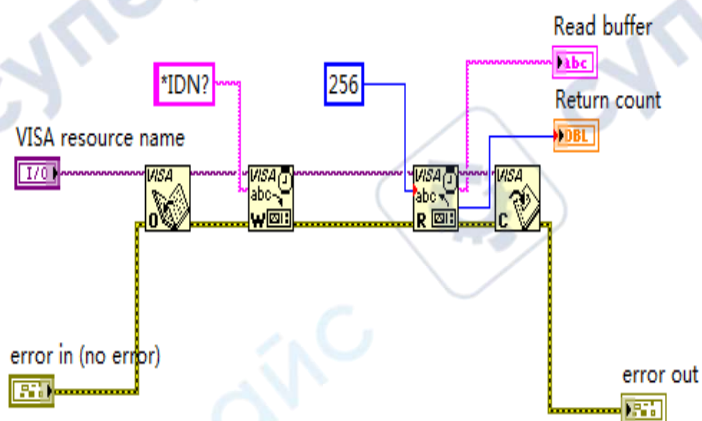 Read buffer
abc
*IDN?
256
Return count
DBL
VISA resource name
I/O
VISA
O
VISA
abc
W
VISA
abc
R
VISA
C
error in (no error)
error out